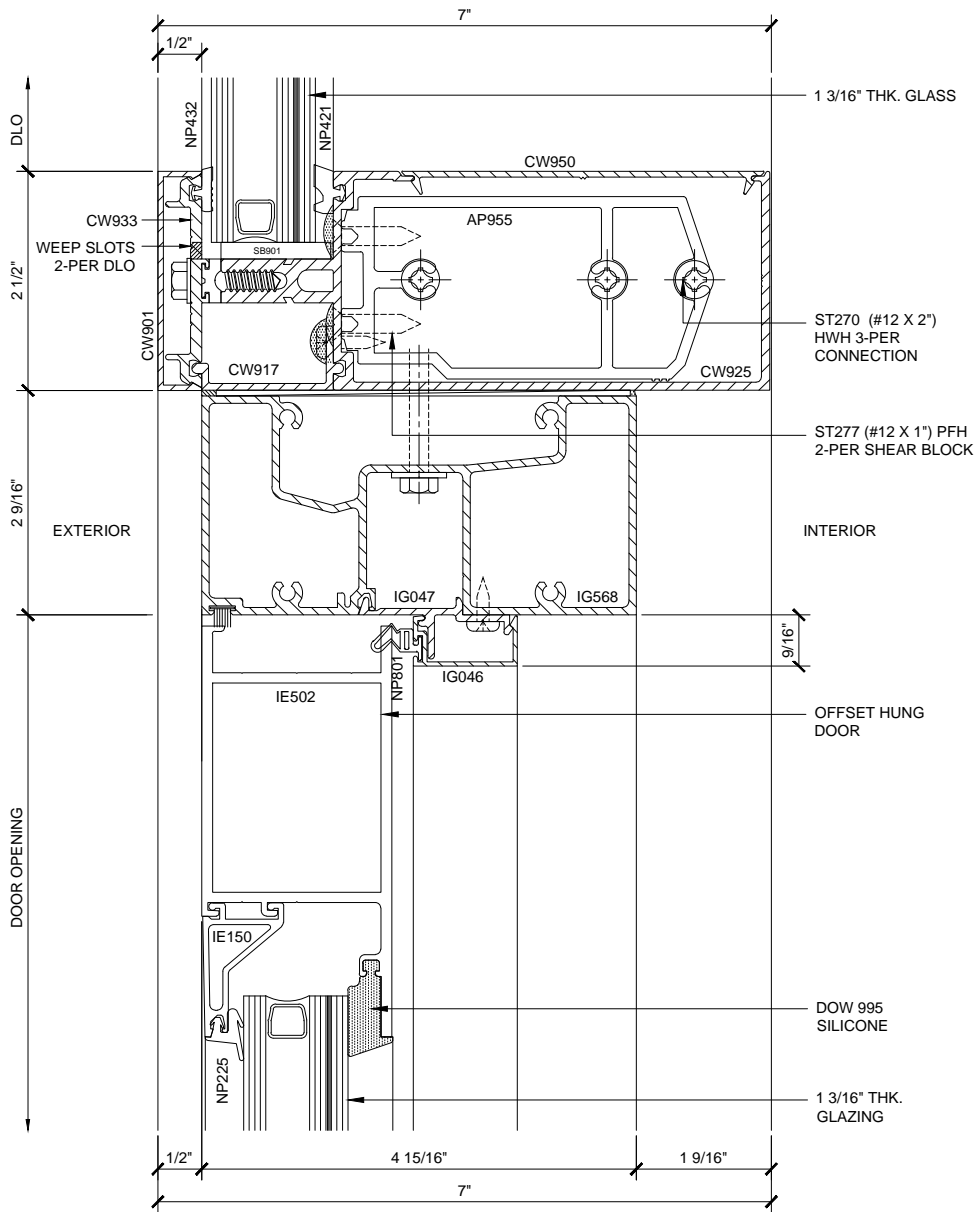 7"
1/2"
DLO
NP432
NP421
1 3/16" THK. GLASS
CW950
CW933
AP955
WEEP SLOTS
2-PER DLO
SB901
2 1/2"
CW901
ST270 (#12 X 2")
HWH 3-PER
CONNECTION
CW917
CW925
ST277 (#12 X 1") PFH
2-PER SHEAR BLOCK
2 9/16"
EXTERIOR
INTERIOR
IG047
IG568
9/16"
NP801
IG046
IE502
OFFSET HUNG
DOOR
DOOR OPENING
IE150
DOW 995
SILICONE
NP225
1 3/16" THK.
GLAZING
1/2"
4 15/16"
1 9/16"
7"